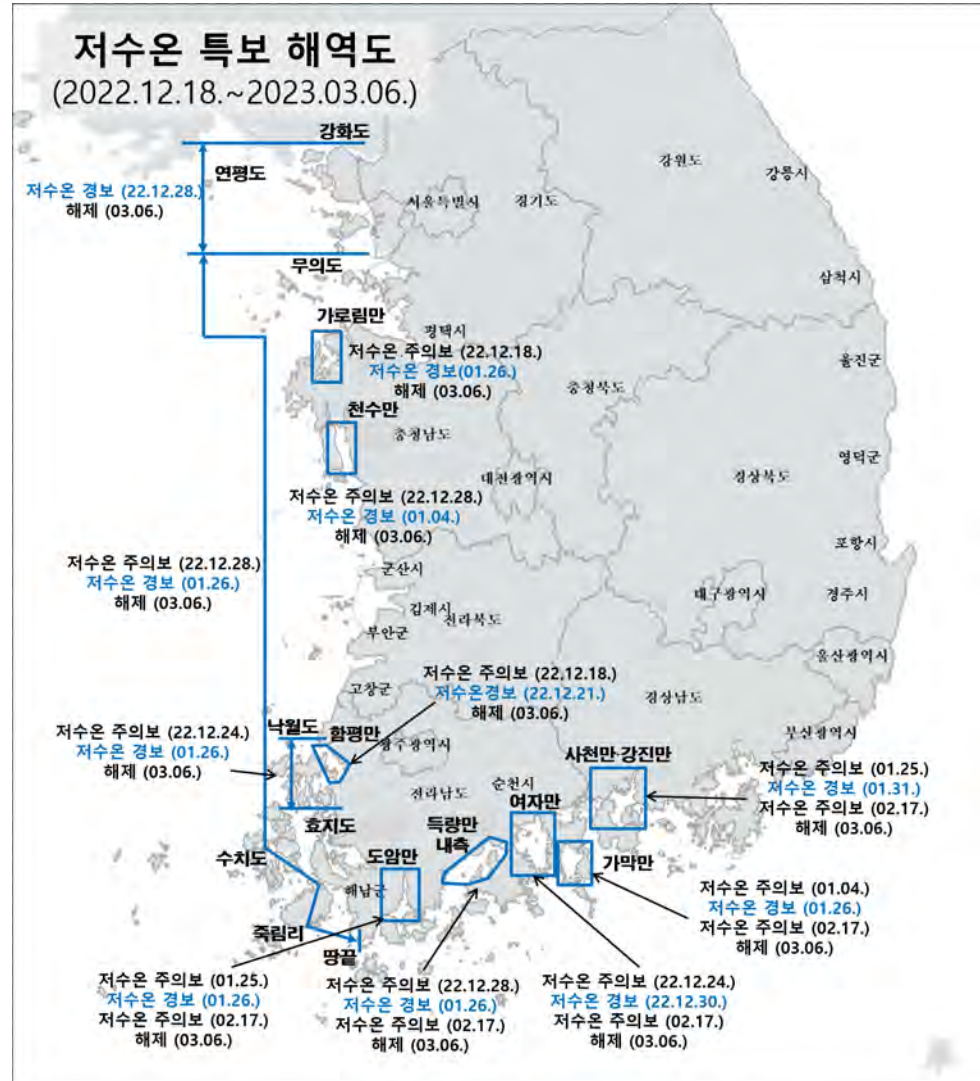 저수온 특보 해역도
(2022.12.18.~2023.03.06.)
강화도
연평도
저수온 경보 (22.12.28.)
해제 (03.06.)
무의도
강원도
강릉시
서울특별시
경기도
삼척시
가로림만
평택시
저수온 주의보 (22.12.18.)
저수온 경보(01.26.)
해제 (03.06.)
충청북도
울진군
천수만
충청남도
대전광역시
경상북도
영덕군
저수온 주의보 (22.12.28.)
저수온 경보 (01.04.)
해제 (03.06.)
포항시
저수온 주의보 (22.12.28.)
저수온 경보 (01.26.)
해제 (03.06.)
군산시
김제시
전라북도
부안군
대구광역시
경주시
울산광역시
고창군
저수온 주의보 (22.12.18.)
저수온경보 (22.12.21.)
해제 (03.06.)
경상남도
부산광역시
저수온 주의보 (22.12.24.)
저수온 경보 (01.26.)
해제 (03.06.)
낙월도
함평만
광주광역시
사천만·강진만
저수온 주의보 (01.25.)
저수온 경보 (01.31.)
저수온 주의보 (02.17.)
해제 (03.06.)
전라남도
순천시
여자만
효지도
득량만
내측
수치도
도암만
가막만
해남군
저수온 주의보 (01.04.)
저수온 경보 (01.26.)
저수온 주의보 (02.17.)
해제 (03.06.)
죽림리
땅끝
저수온 주의보 (01.25.)
저수온 경보 (01.26.)
저수온 주의보 (02.17.)
해제 (03.06.)
저수온 주의보 (22.12.28.)
저수온 경보 (01.26.)
저수온 주의보 (02.17.)
해제 (03.06.)
저수온 주의보 (22.12.24.)
저수온 경보 (22.12.30.)
저수온 주의보 (02.17.)
해제 (03.06.)